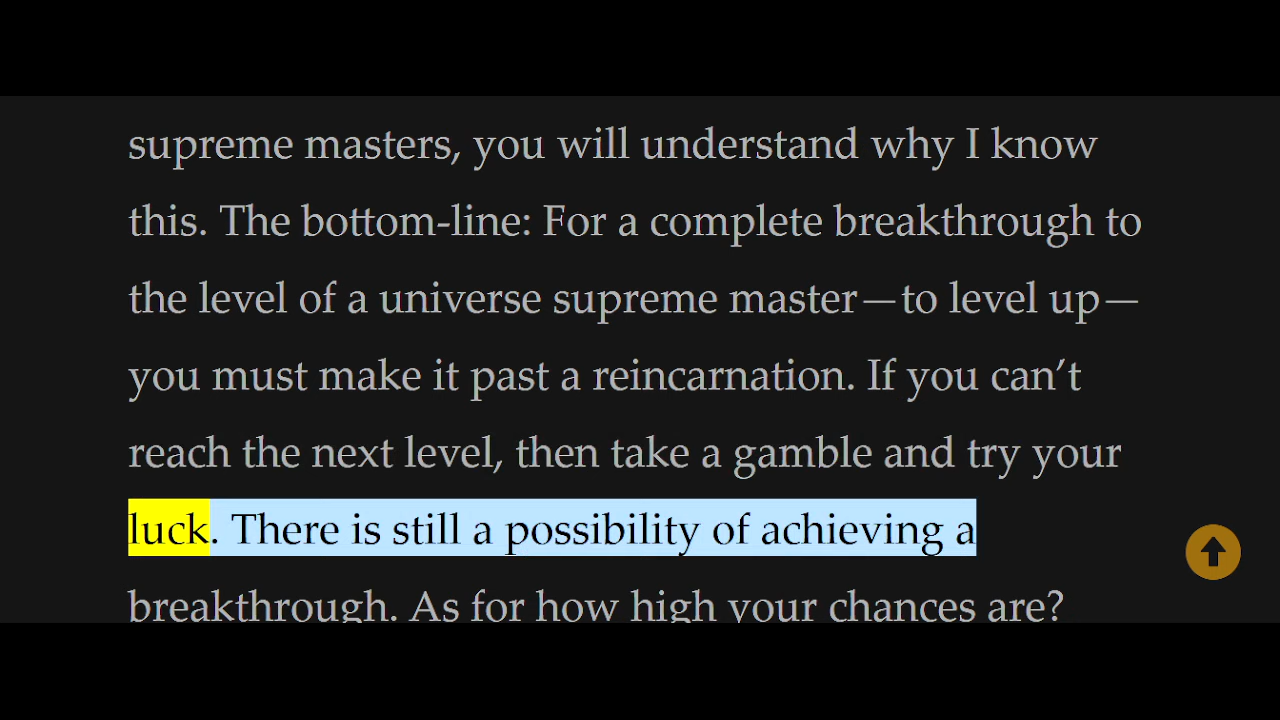 supreme masters, you will understand why I know
this. The bottom-line: For a complete breakthrough to
the level of a universe supreme master—to level up—
you must make it past a reincarnation. If you can’t
reach the next level, then take a gamble and try your
luck. There is still a possibility of achieving a
breakthrough. As for how high your chances are?